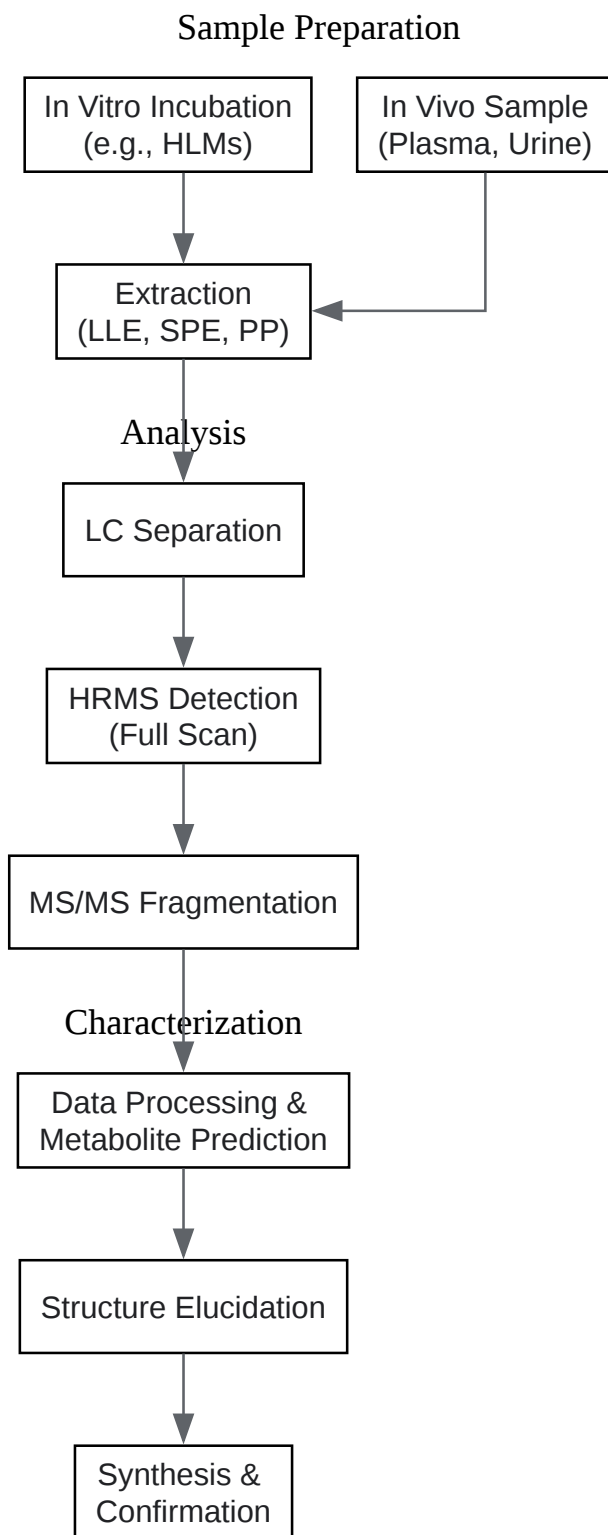 Sample Preparation
In Vitro Incubation
(e.g., HLMs)
In Vivo Sample
(Plasma, Urine)
Extraction
(LLE, SPE, PP)
Analysis
LC Separation
HRMS Detection
(Full Scan)
MS/MS Fragmentation
Characterization
Data Processing &
Metabolite Prediction
Structure Elucidation
Synthesis &
Confirmation